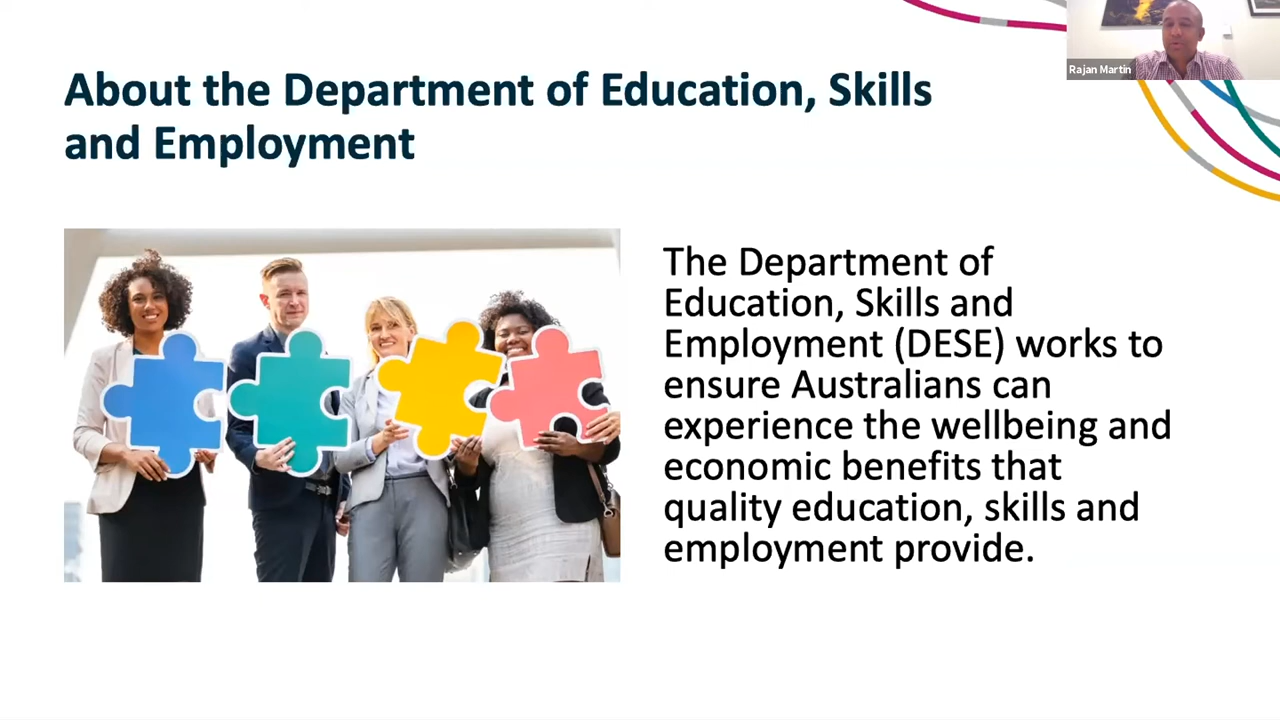 Rajan Martin
About the Department of Education, Skills
and Employment
The Department of
Education, Skills and
Employment (DESE) works to
ensure Australians can
experience the wellbeing and
economic benefits that
quality education, skills and
employment provide.